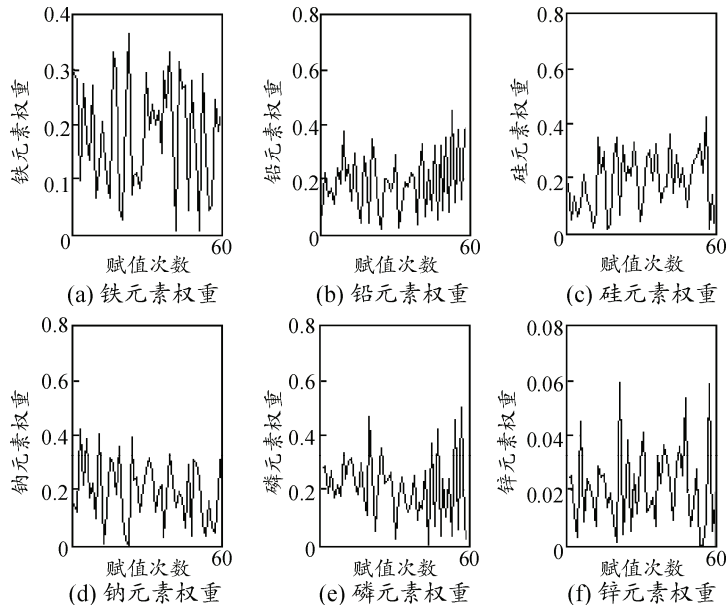 0.4
0.3
0.2
0.1
0
60
铁元素权重
赋值次数
(a) 铁元素权重
0.8
0.6
0.4
0.2
0
60
铅元素权重
赋值次数
(b) 铅元素权重
0.8
0.6
0.4
0.2
0
60
硅元素权重
赋值次数
(c) 硅元素权重
0.8
0.6
0.4
0.2
0
60
钠元素权重
赋值次数
(d) 钠元素权重
0.8
0.6
0.4
0.2
0
60
磷元素权重
赋值次数
(e) 磷元素权重
0.08
0.06
0.04
0.02
0
60
锌元素权重
赋值次数
(f) 锌元素权重